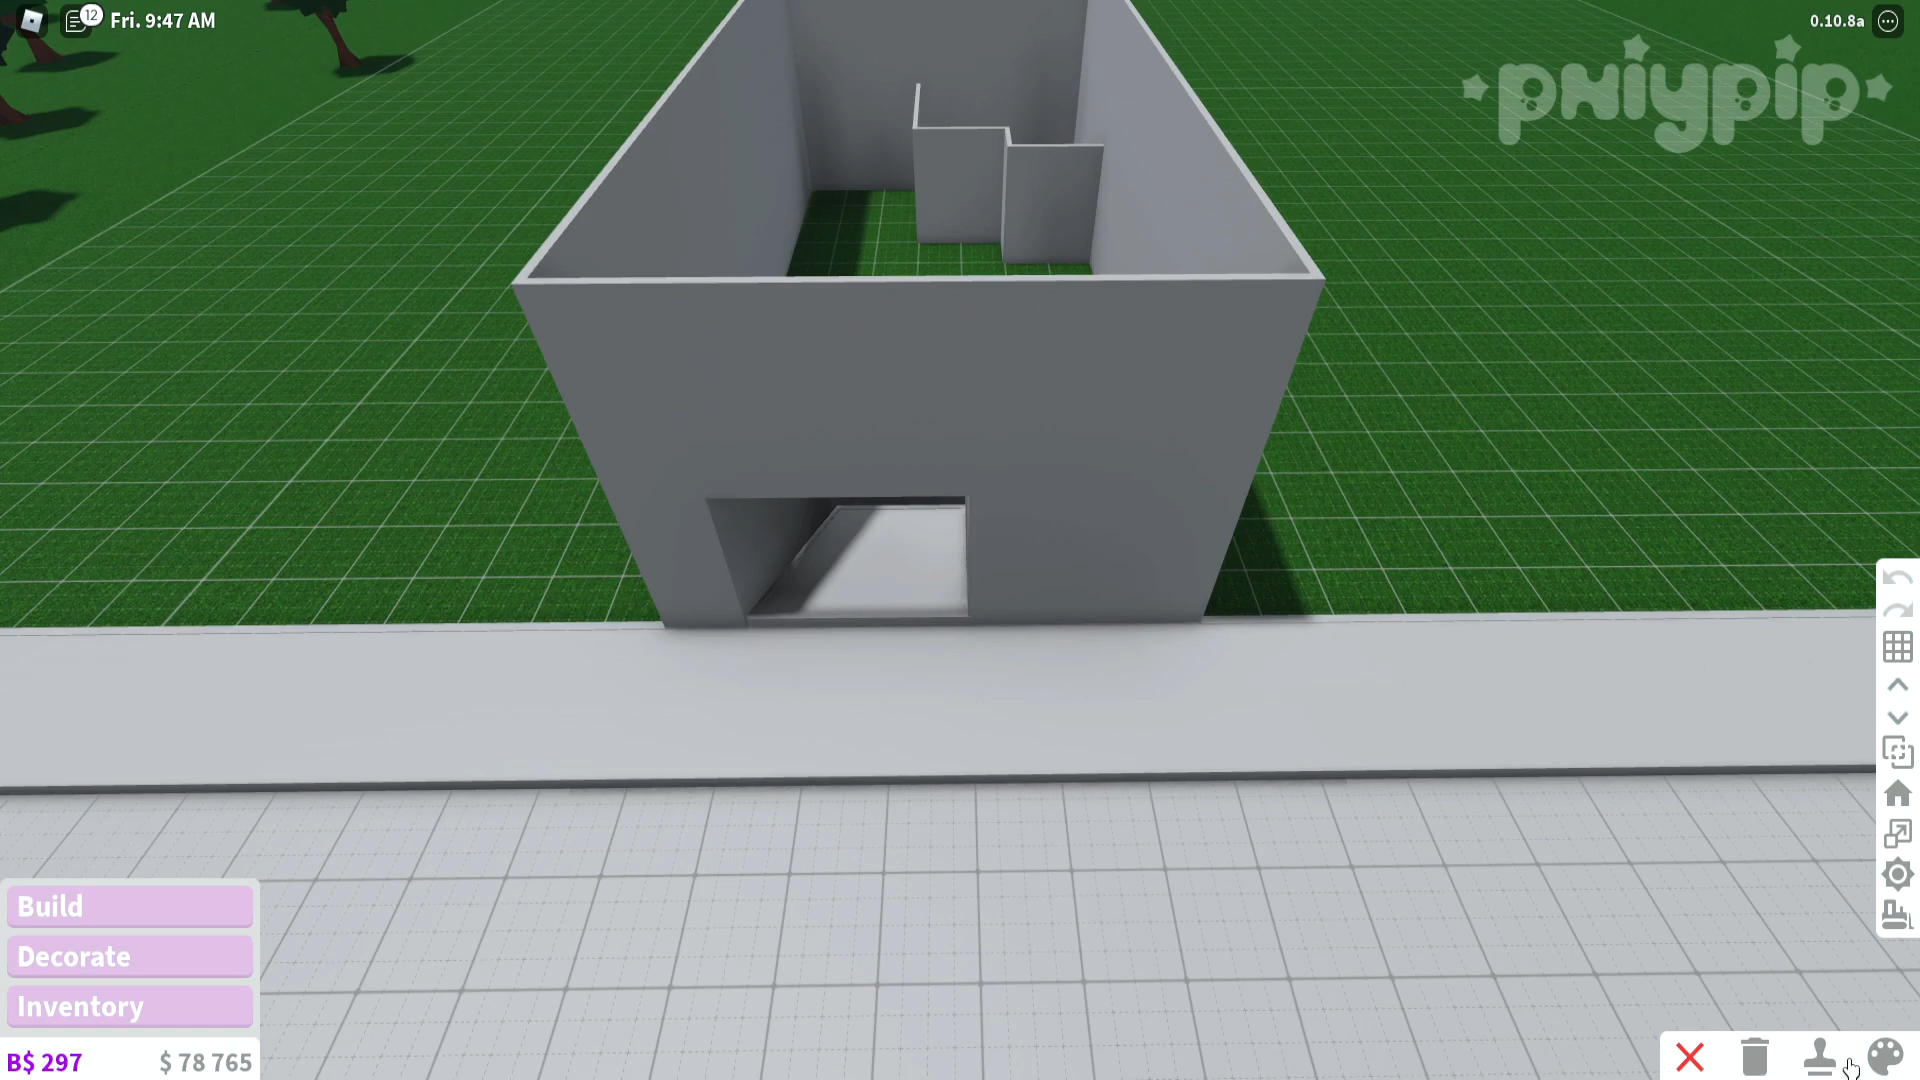 12 Fri. 9:47 AM
0.10.8a
pxiypip
Build
Decorate
Inventory
B$ 297 $ 78 765